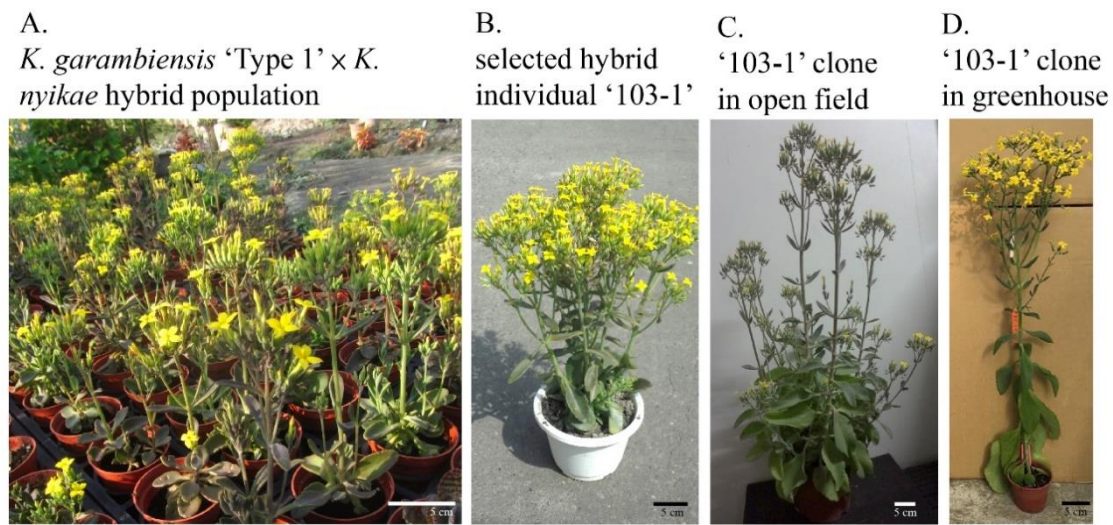 A.
K. garambiensis ‘Type 1’ × K.
nyikae hybrid population
B.
selected hybrid
individual ‘103-1’
C.
‘103-1’ clone
in open field
D.
‘103-1’ clone
in greenhouse
5 cm
5 cm
5 cm
5 cm